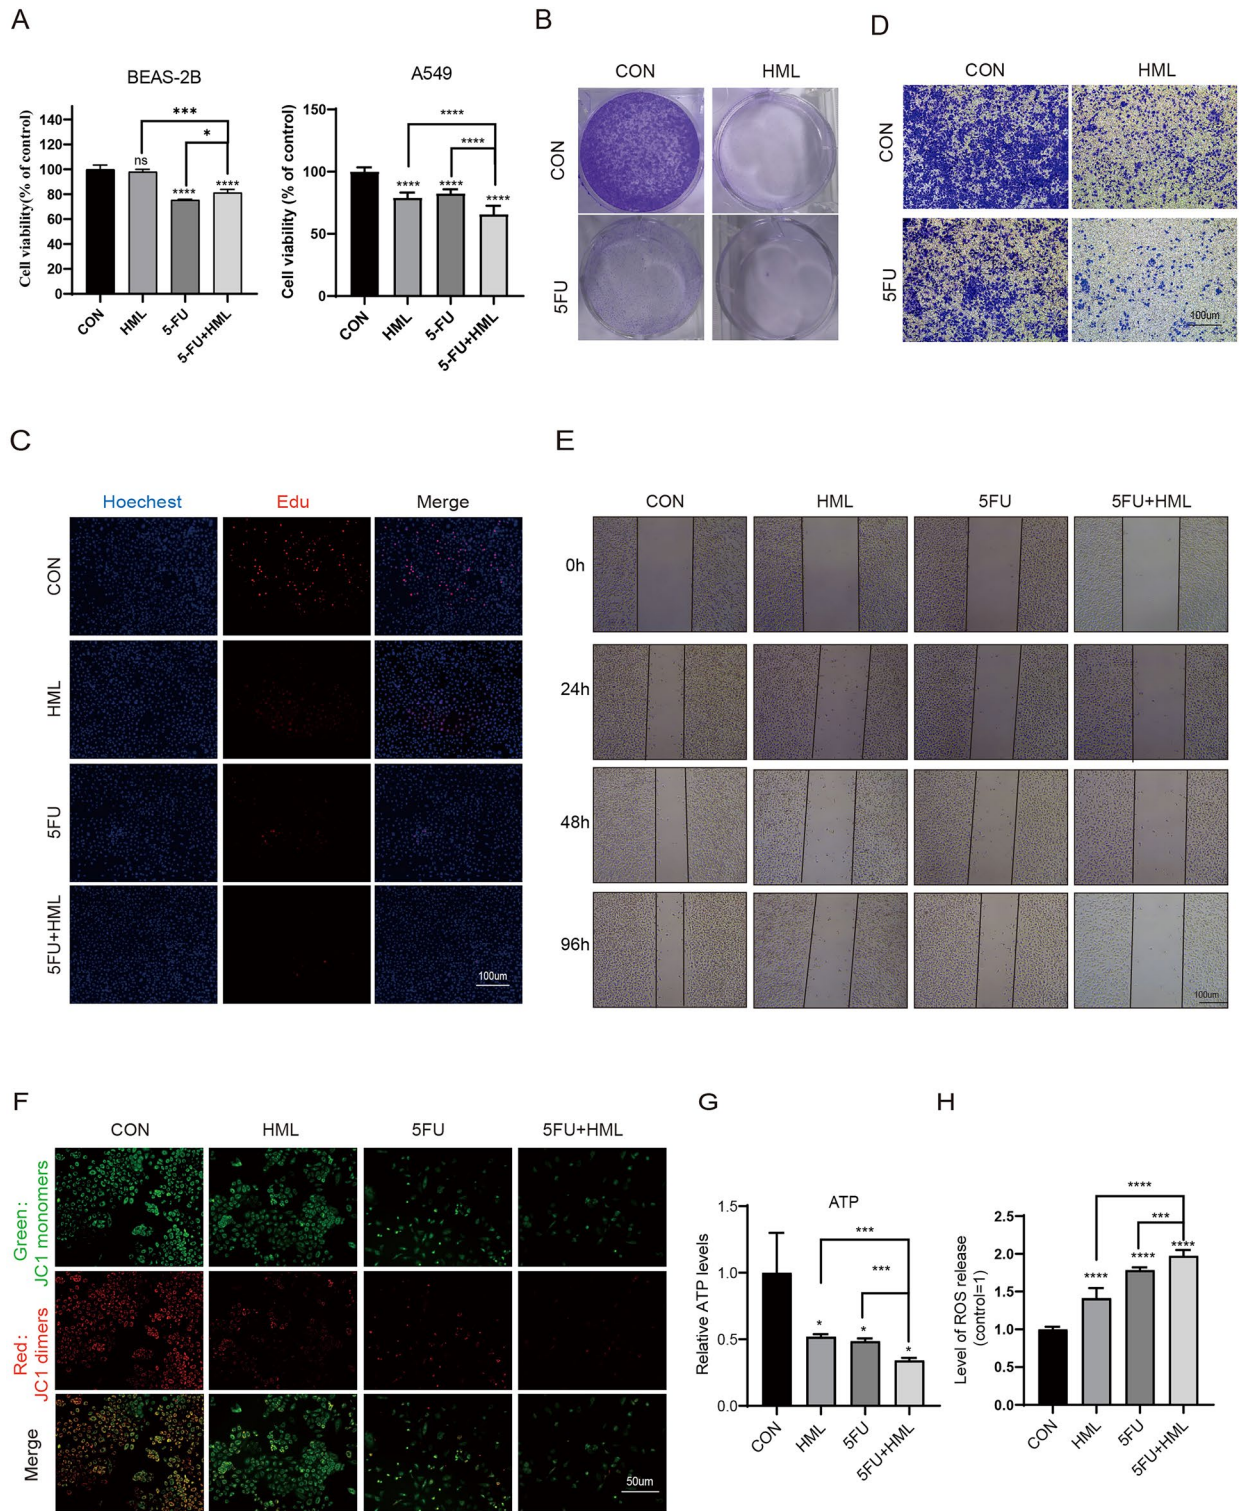 A
BEAS-2B
Cell viability(% of control)
140
120
100
80
60
40
20
0
ns
****
****
***
*
CON
HML
5-FU
5-FU+HML
A549
Cell viability (% of control)
150
100
50
0
****
****
****
****
****
CON
HML
5-FU
5-FU+HML
B
CON HML
CON
5FU
D
CON HML
CON
5FU
100um
C
Hoechest Edu Merge
CON
HML
5FU
5FU+HML
100um
E
CON HML 5FU 5FU+HML
0h
24h
48h
96h
100um
F
CON HML 5FU 5FU+HML
Green:
JC1 monomers
Red:
JC1 dimers
Merge
50um
G
ATP
Relative ATP levels
1.5
1.0
0.5
0.0
***
***
*
*
*
CON
HML
5FU
5FU+HML
H
Level of ROS release
(control=1)
2.5
2.0
1.5
1.0
0.5
0.0
****
***
****
****
****
CON
HML
5FU
5FU+HML